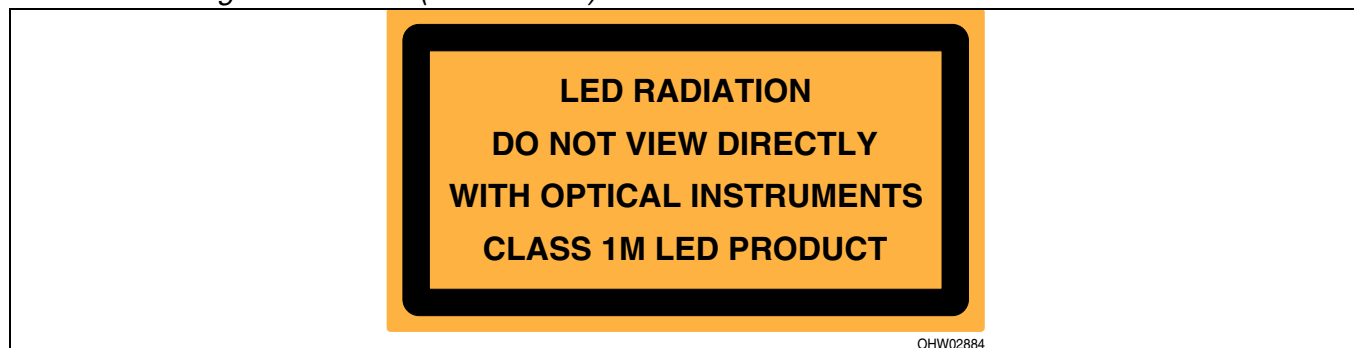 LED RADIATION
DO NOT VIEW DIRECTLY
WITH OPTICAL INSTRUMENTS
CLASS 1M LED PRODUCT
OHW02884